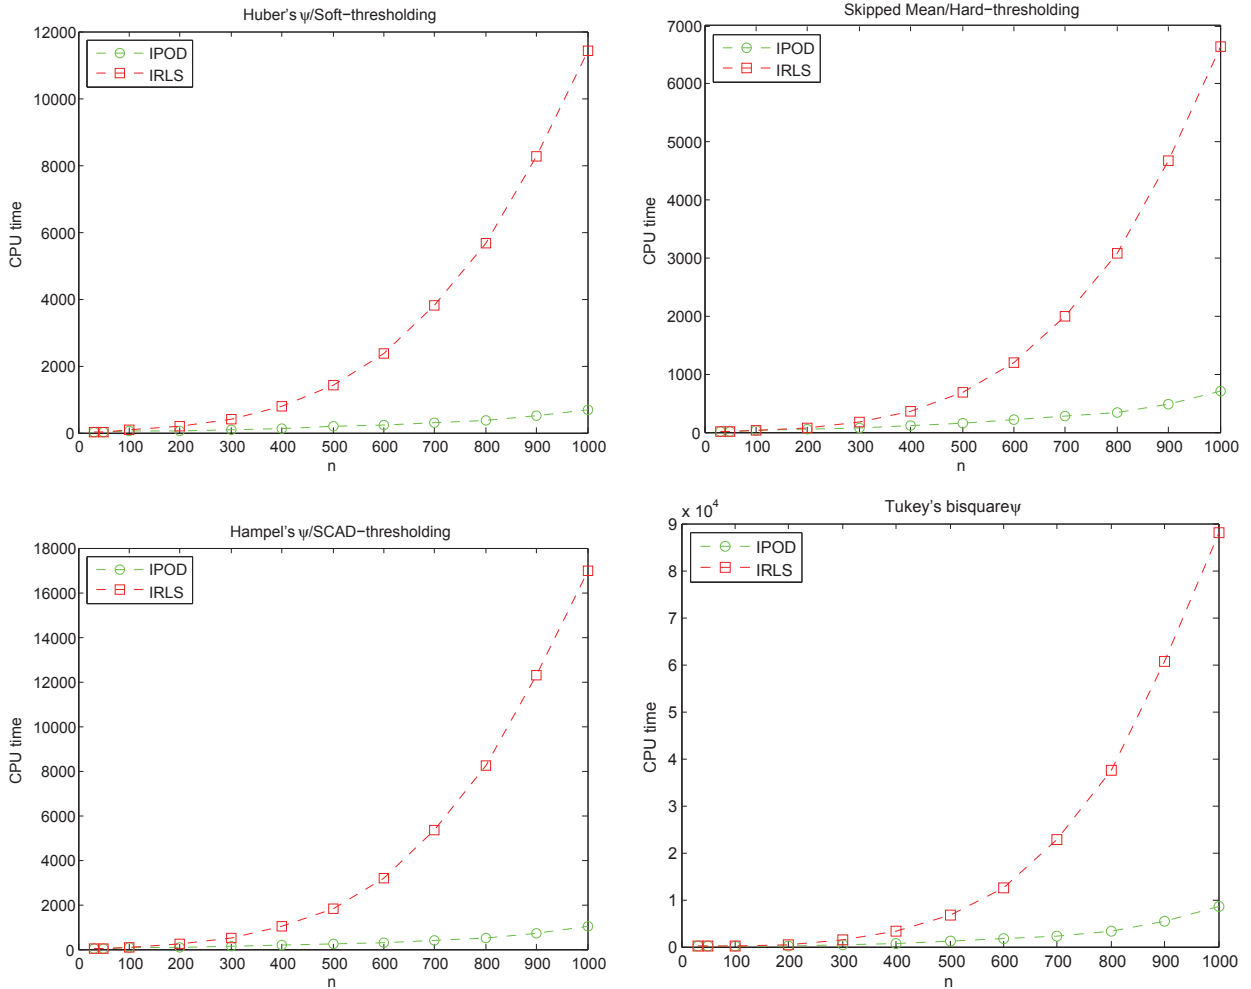 Huber's ψ/Soft−thresholding
12000
10000
8000
6000
4000
2000
0
CPU time
IPOD
IRLS
0 100 200 300 400 500 600 700 800 900 1000
n
Skipped Mean/Hard−thresholding
7000
6000
5000
4000
3000
2000
1000
0
CPU time
IPOD
IRLS
0 100 200 300 400 500 600 700 800 900 1000
n
Hampel's ψ/SCAD−thresholding
18000
16000
14000
12000
10000
8000
6000
4000
2000
0
CPU time
IPOD
IRLS
0 100 200 300 400 500 600 700 800 900 1000
n
Tukey's bisquareψ
x 10⁴
9
8
7
6
5
4
3
2
1
0
CPU time
IPOD
IRLS
0 100 200 300 400 500 600 700 800 900 1000
n